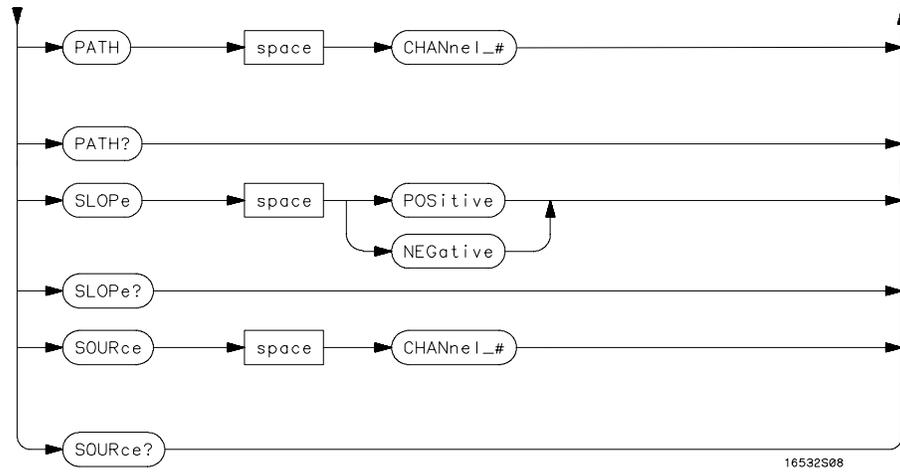 PATH space CHANnel_#
PATH?
SLOPe space POSitive
NEGative
SLOPe?
SOURce space CHANnel_#
SOURce?
16532S08